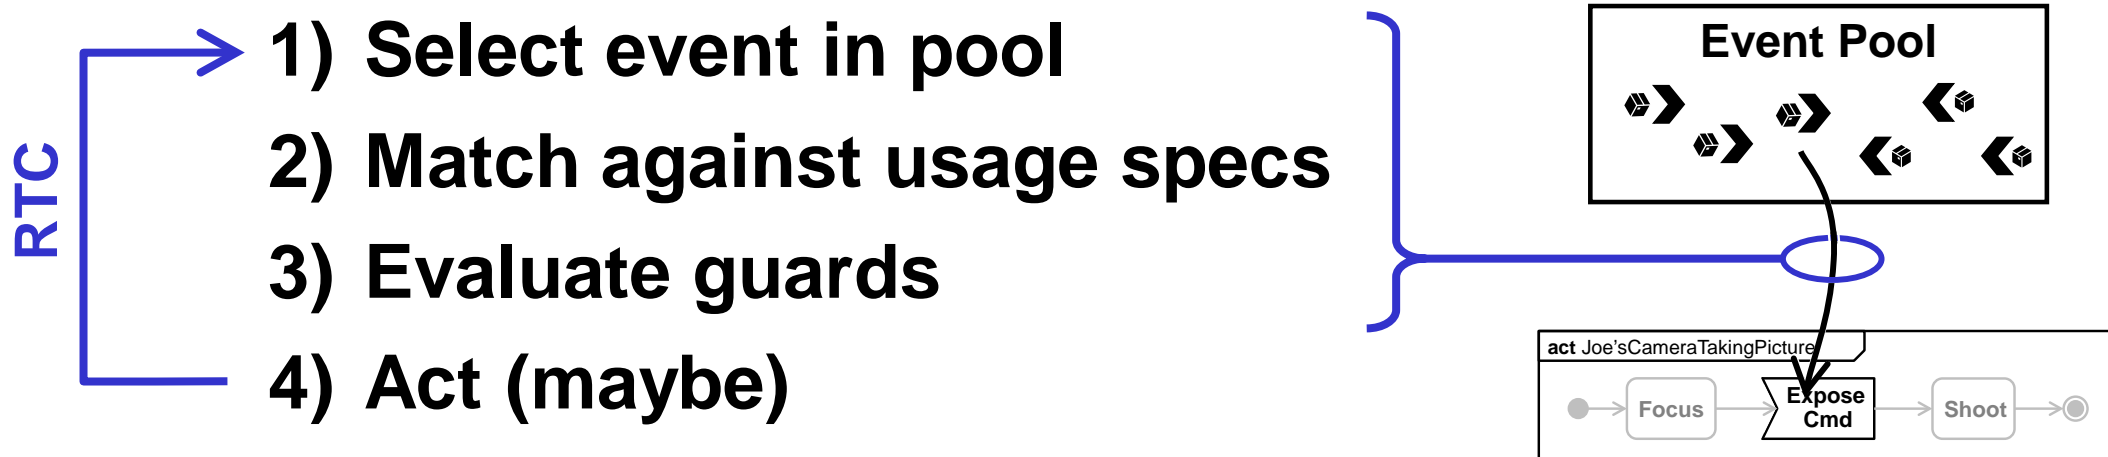 RTC
1) Select event in pool
2) Match against usage specs
3) Evaluate guards
4) Act (maybe)
Event Pool
act Joe'sCameraTakingPicture
Focus
Expose
Cmd
Shoot